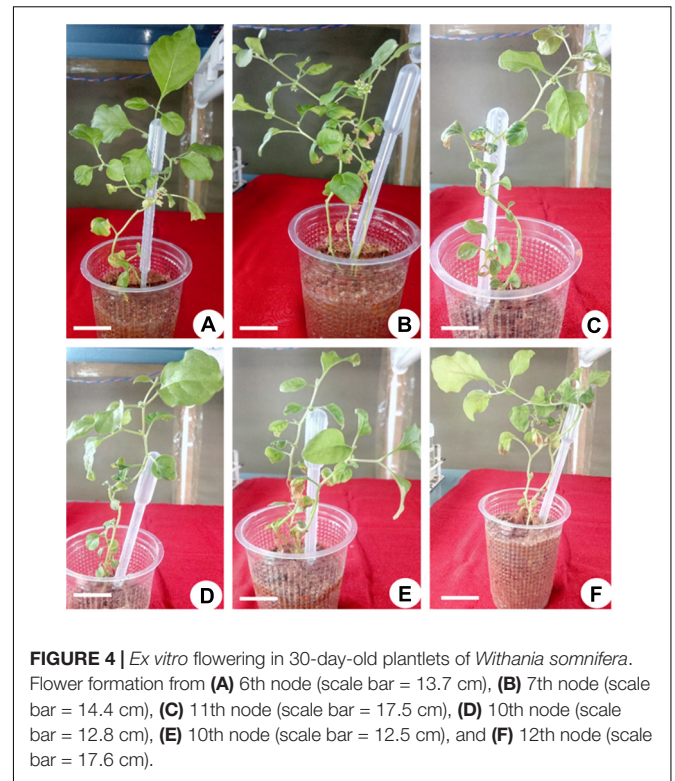 A
B
C
D
E
F
FIGURE 4 | Ex vitro flowering in 30-day-old plantlets of Withania somnifera.
Flower formation from (A) 6th node (scale bar = 13.7 cm), (B) 7th node (scale
bar = 14.4 cm), (C) 11th node (scale bar = 17.5 cm), (D) 10th node (scale
bar = 12.8 cm), (E) 10th node (scale bar = 12.5 cm), and (F) 12th node (scale
bar = 17.6 cm).